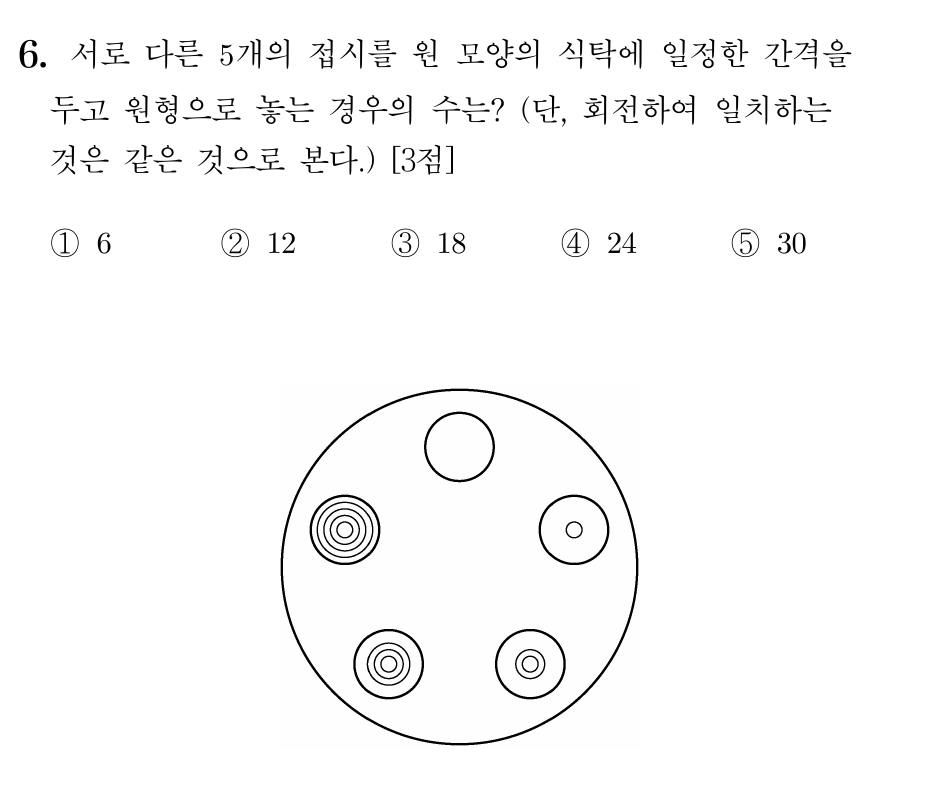 6. 서로 다른 5개의 접시를 원 모양의 식탁에 일정한 간격을
두고 원형으로 놓는 경우의 수는? (단, 회전하여 일치하는
것은 같은 것으로 본다.) [3점]
① 6 ② 12 ③ 18 ④ 24 ⑤ 30